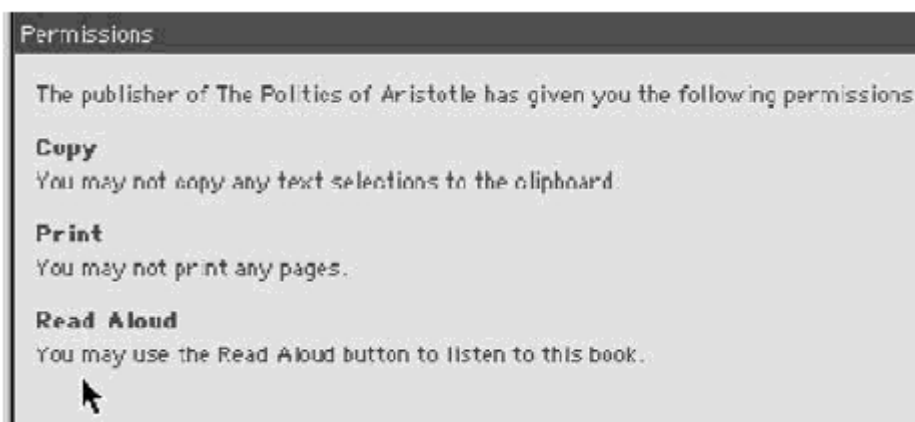 Permissions
The publisher of The Politics of Aristotle has given you the following permissions
Copy
You may not copy any text selections to the clipboard.
Print
You may not print any pages.
Read Aloud
You may use the Read Aloud button to listen to this book.